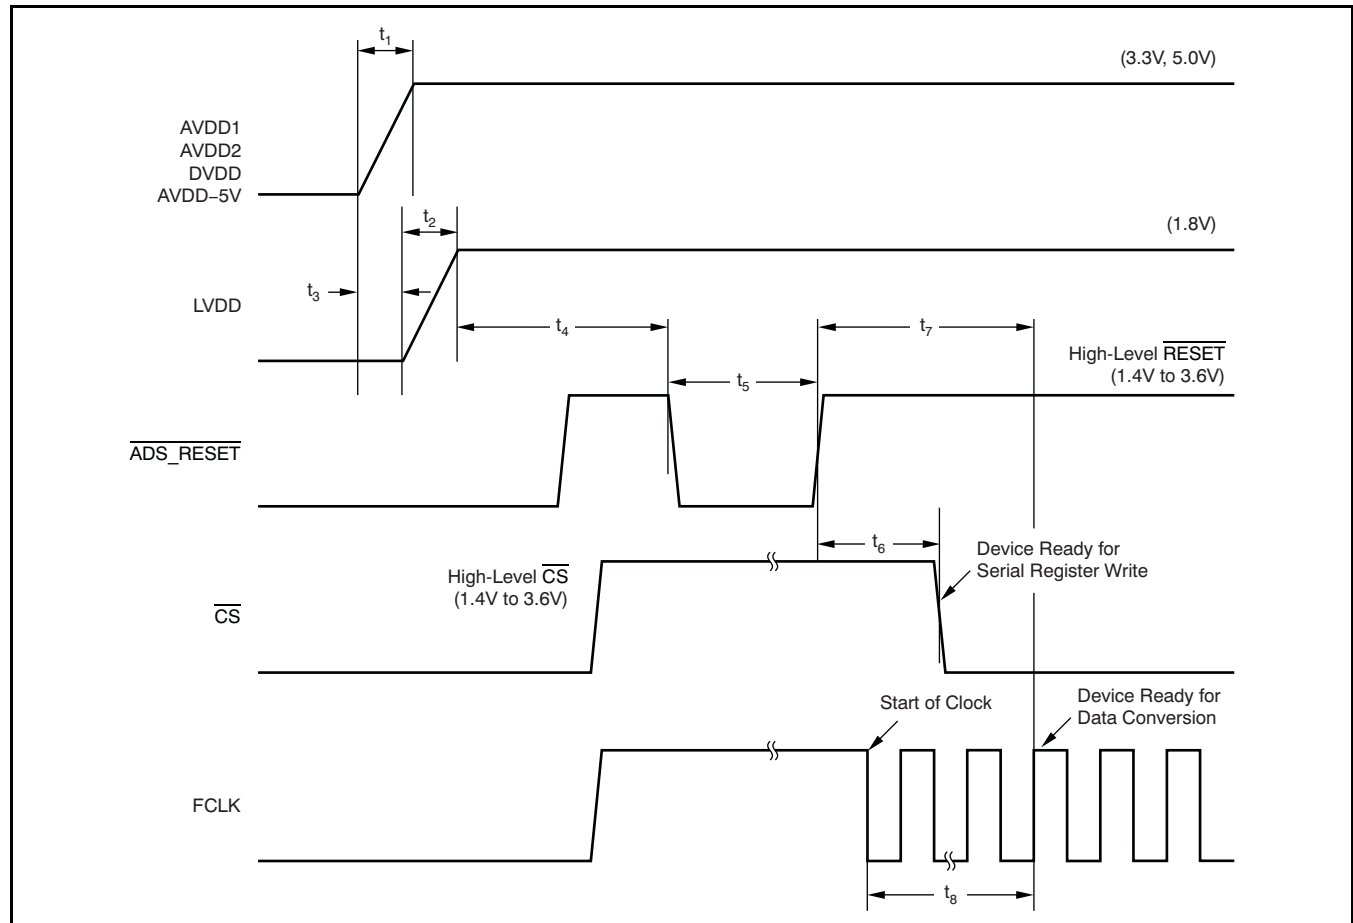 t1
(3.3V, 5.0V)
AVDD1
AVDD2
DVDD
AVDD–5V
t2
(1.8V)
t3
LVDD
t4
t7
High-Level RESET
(1.4V to 3.6V)
t5
ADS_RESET
t6
Device Ready for
Serial Register Write
High-Level CS
(1.4V to 3.6V)
CS
Start of Clock
Device Ready for
Data Conversion
FCLK
t8